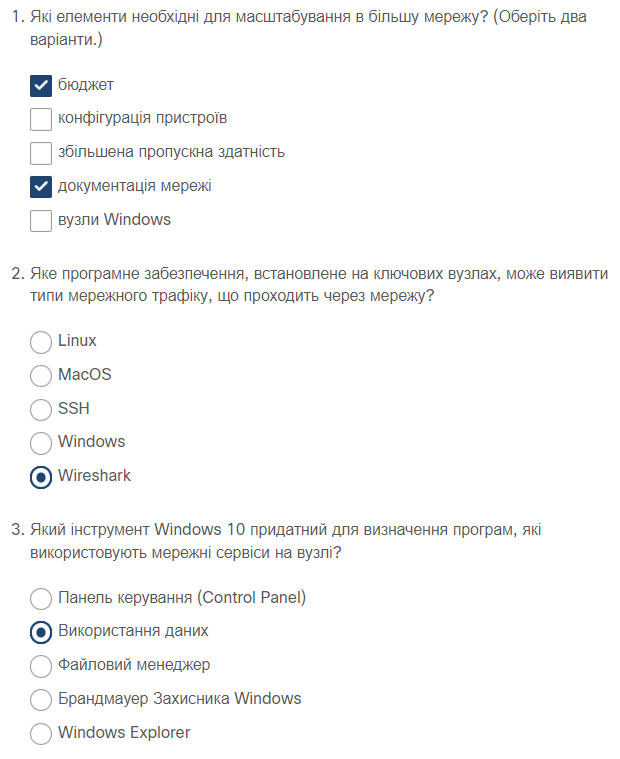 1. Які елементи необхідні для масштабування в більшу мережу? (Оберіть два
варіанти.)
бюджет
конфігурація пристроїв
збільшена пропускна здатність
документація мережі
вузли Windows
2. Яке програмне забезпечення, встановлене на ключових вузлах, може виявити
типи мережного трафіку, що проходить через мережу?
Linux
MacOS
SSH
Windows
Wireshark
3. Який інструмент Windows 10 придатний для визначення програм, які
використовують мережні сервіси на вузлі?
Панель керування (Control Panel)
Використання даних
Файловий менеджер
Брандмауер Захисника Windows
Windows Explorer